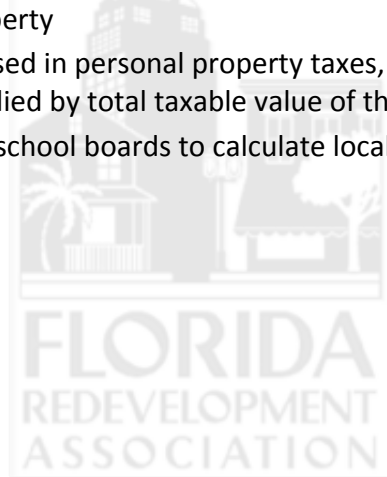 erty
sed in personal property taxes,
lied by total taxable value of th
school boards to calculate local
FLORIDA
REDEVELOPMENT
ASSOCIATION